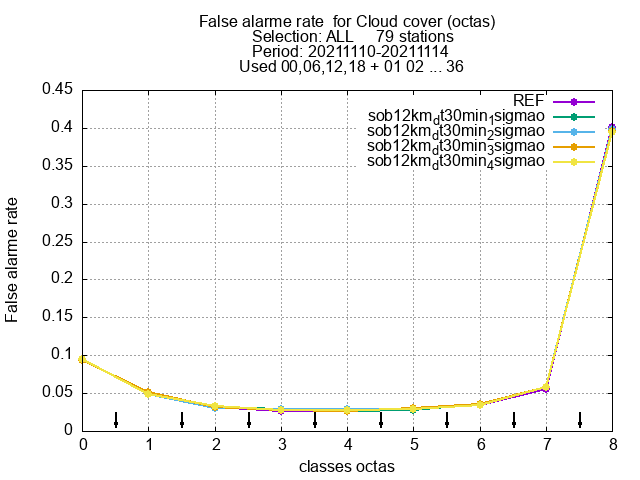 False alarme rate  for Cloud cover (octas)
Selection: ALL     79 stations
Period: 20211110-20211114
Used 00,06,12,18 + 01 02 ... 36
REF
sob12km_dt30min_1sigmao
sob12km_dt30min_2sigmao
sob12km_dt30min_3sigmao
sob12km_dt30min_4sigmao
0.45
0.4
0.35
0.3
0.25
0.2
0.15
0.1
0.05
0
False alarme rate
0 1 2 3 4 5 6 7 8
classes octas